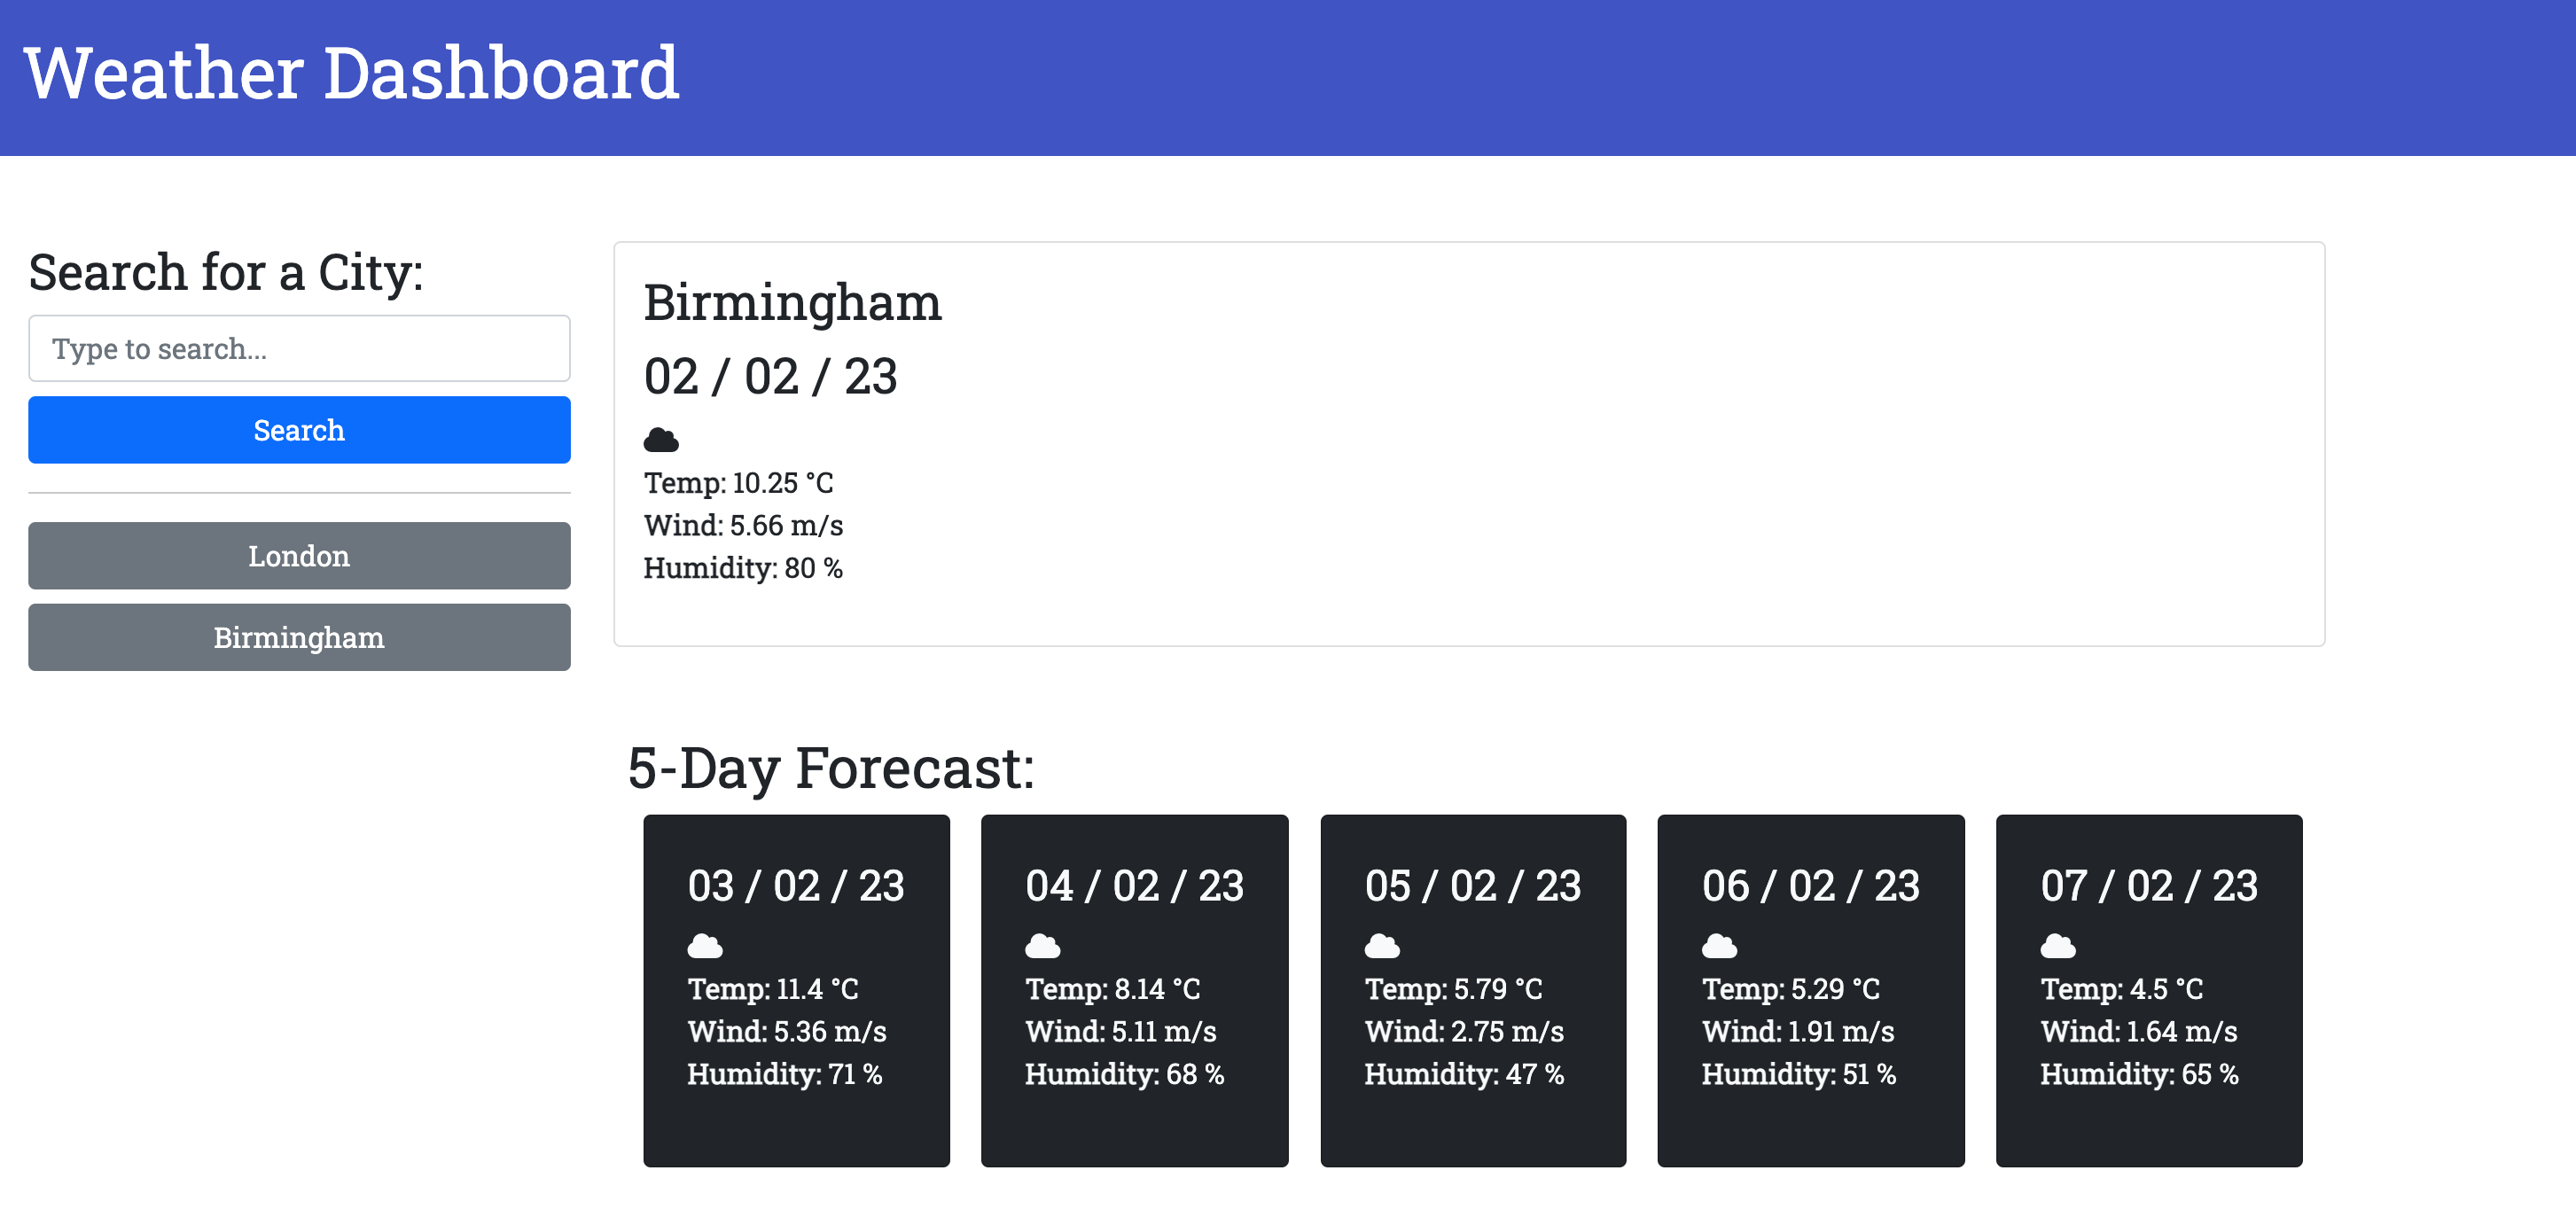 Weather Dashboard
Search for a City:
Type to search...
Search
London
Birmingham
Birmingham
02 / 02 / 23
Temp: 10.25 °C
Wind: 5.66 m/s
Humidity: 80 %
5-Day Forecast:
03 / 02 / 23
Temp: 11.4 °C
Wind: 5.36 m/s
Humidity: 71 %
04 / 02 / 23
Temp: 8.14 °C
Wind: 5.11 m/s
Humidity: 68 %
05 / 02 / 23
Temp: 5.79 °C
Wind: 2.75 m/s
Humidity: 47 %
06 / 02 / 23
Temp: 5.29 °C
Wind: 1.91 m/s
Humidity: 51 %
07 / 02 / 23
Temp: 4.5 °C
Wind: 1.64 m/s
Humidity: 65 %